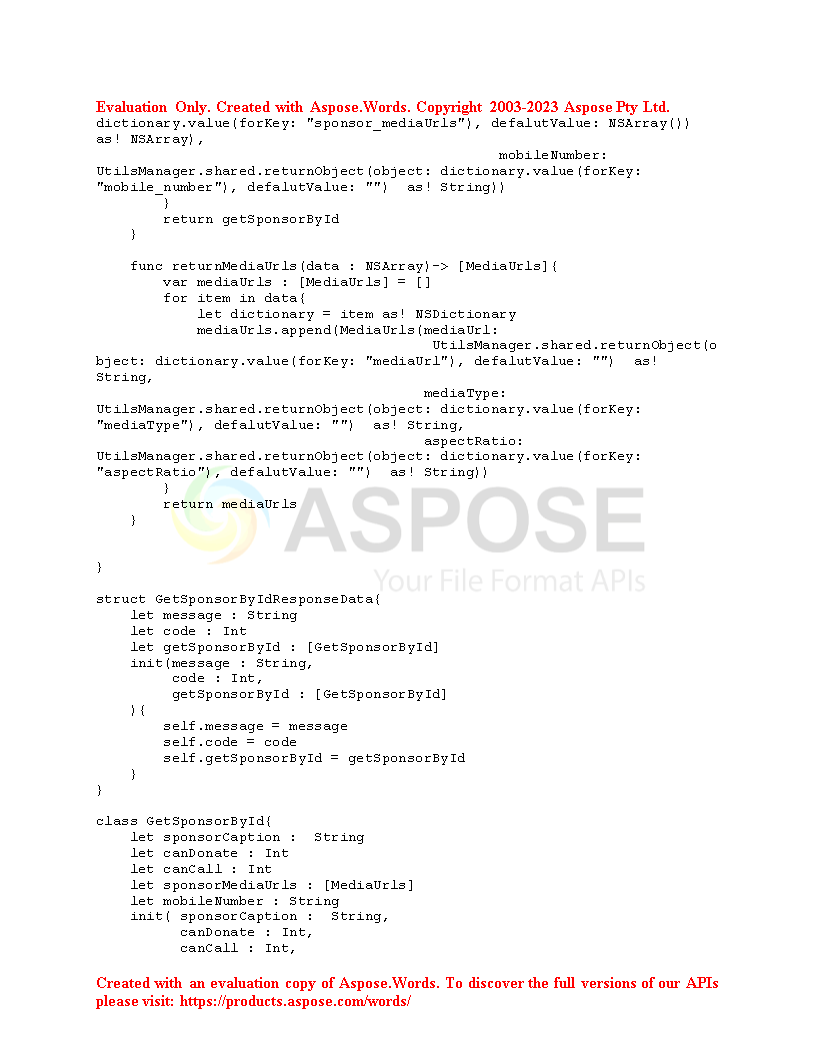 Evaluation Only. Created with Aspose.Words. Copyright 2003-2023 Aspose Pty Ltd.
dictionary.value(forKey: "sponsor_mediaUrls"), defalutValue: NSArray())
as! NSArray),
mobileNumber:
UtilsManager.shared.returnObject(object: dictionary.value(forKey:
"mobile_number"), defalutValue: "")  as! String))
        }
        return getSponsorById
    }
    func returnMediaUrls(data : NSArray)-> [MediaUrls]{
        var mediaUrls : [MediaUrls] = []
        for item in data{
            let dictionary = item as! NSDictionary
            mediaUrls.append(MediaUrls(mediaUrl:
UtilsManager.shared.returnObject(o
bject: dictionary.value(forKey: "mediaUrl"), defalutValue: "")  as!
String,
mediaType:
UtilsManager.shared.returnObject(object: dictionary.value(forKey:
"mediaType"), defalutValue: "")  as! String,
aspectRatio:
UtilsManager.shared.returnObject(object: dictionary.value(forKey:
"aspectRatio"), defalutValue: "")  as! String))
        }
        return mediaUrls
    }
ASPOSE
Your File Format APIs
}
struct GetSponsorByIdResponseData{
    let message : String
    let code : Int
    let getSponsorById : [GetSponsorById]
    init(message : String,
         code : Int,
         getSponsorById : [GetSponsorById]
    ){
        self.message = message
        self.code = code
        self.getSponsorById = getSponsorById
    }
}
class GetSponsorById{
    let sponsorCaption :  String
    let canDonate : Int
    let canCall : Int
    let sponsorMediaUrls : [MediaUrls]
    let mobileNumber : String
    init( sponsorCaption :  String,
          canDonate : Int,
          canCall : Int,
Created with an evaluation copy of Aspose.Words. To discover the full versions of our APIs
please visit: https://products.aspose.com/words/